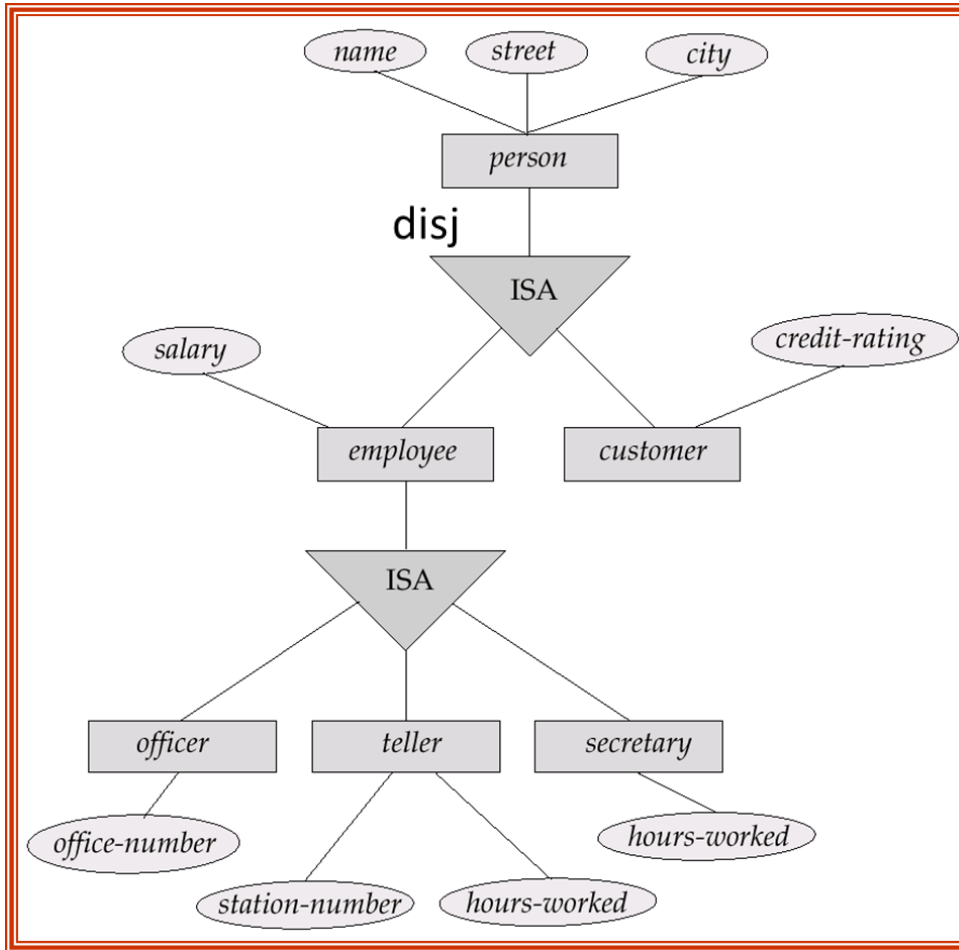 name
street
city
person
disj
ISA
salary
credit-rating
employee
customer
ISA
officer
teller
secretary
office-number
hours-worked
station-number
hours-worked